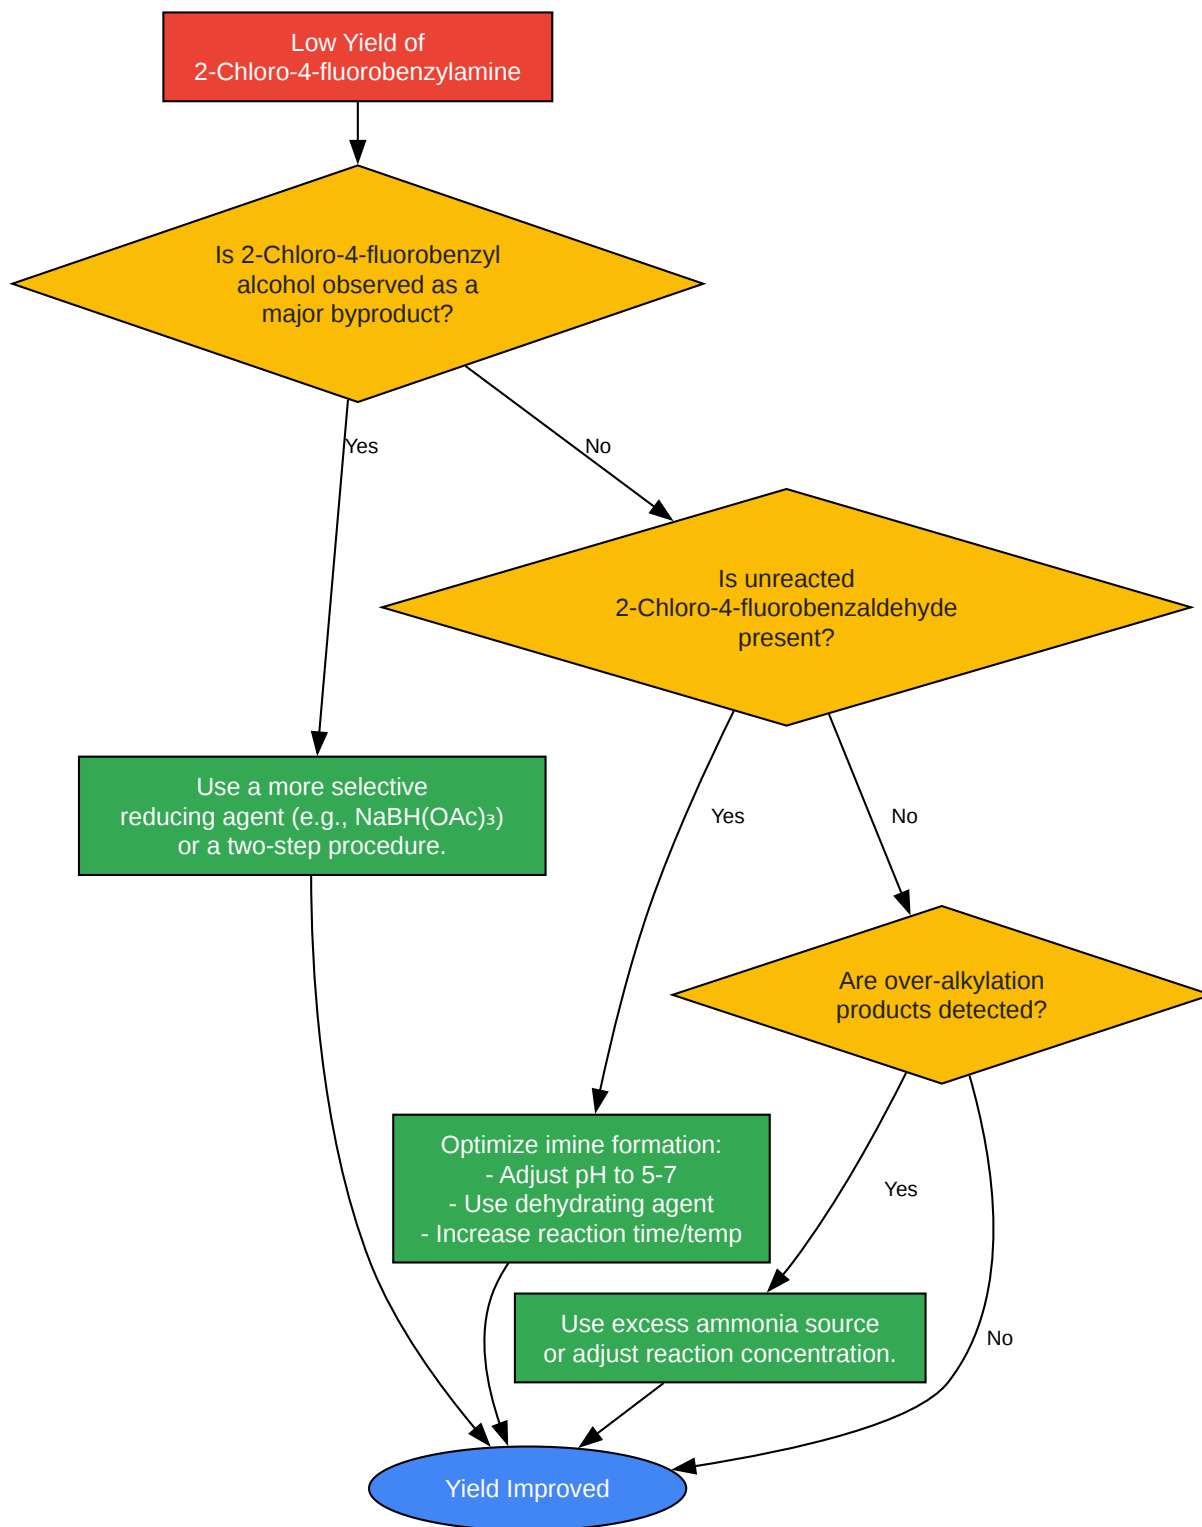 Low Yield of
2-Chloro-4-fluorobenzylamine
Is 2-Chloro-4-fluorobenzyl
alcohol observed as a
major byproduct?
Yes
No
Is unreacted
2-Chloro-4-fluorobenzaldehyde
present?
Use a more selective
reducing agent (e.g., NaBH(OAc)₃)
or a two-step procedure.
Yes
No
Are over-alkylation
products detected?
Optimize imine formation:
- Adjust pH to 5-7
- Use dehydrating agent
- Increase reaction time/temp
Yes
Use excess ammonia source
or adjust reaction concentration.
No
Yield Improved